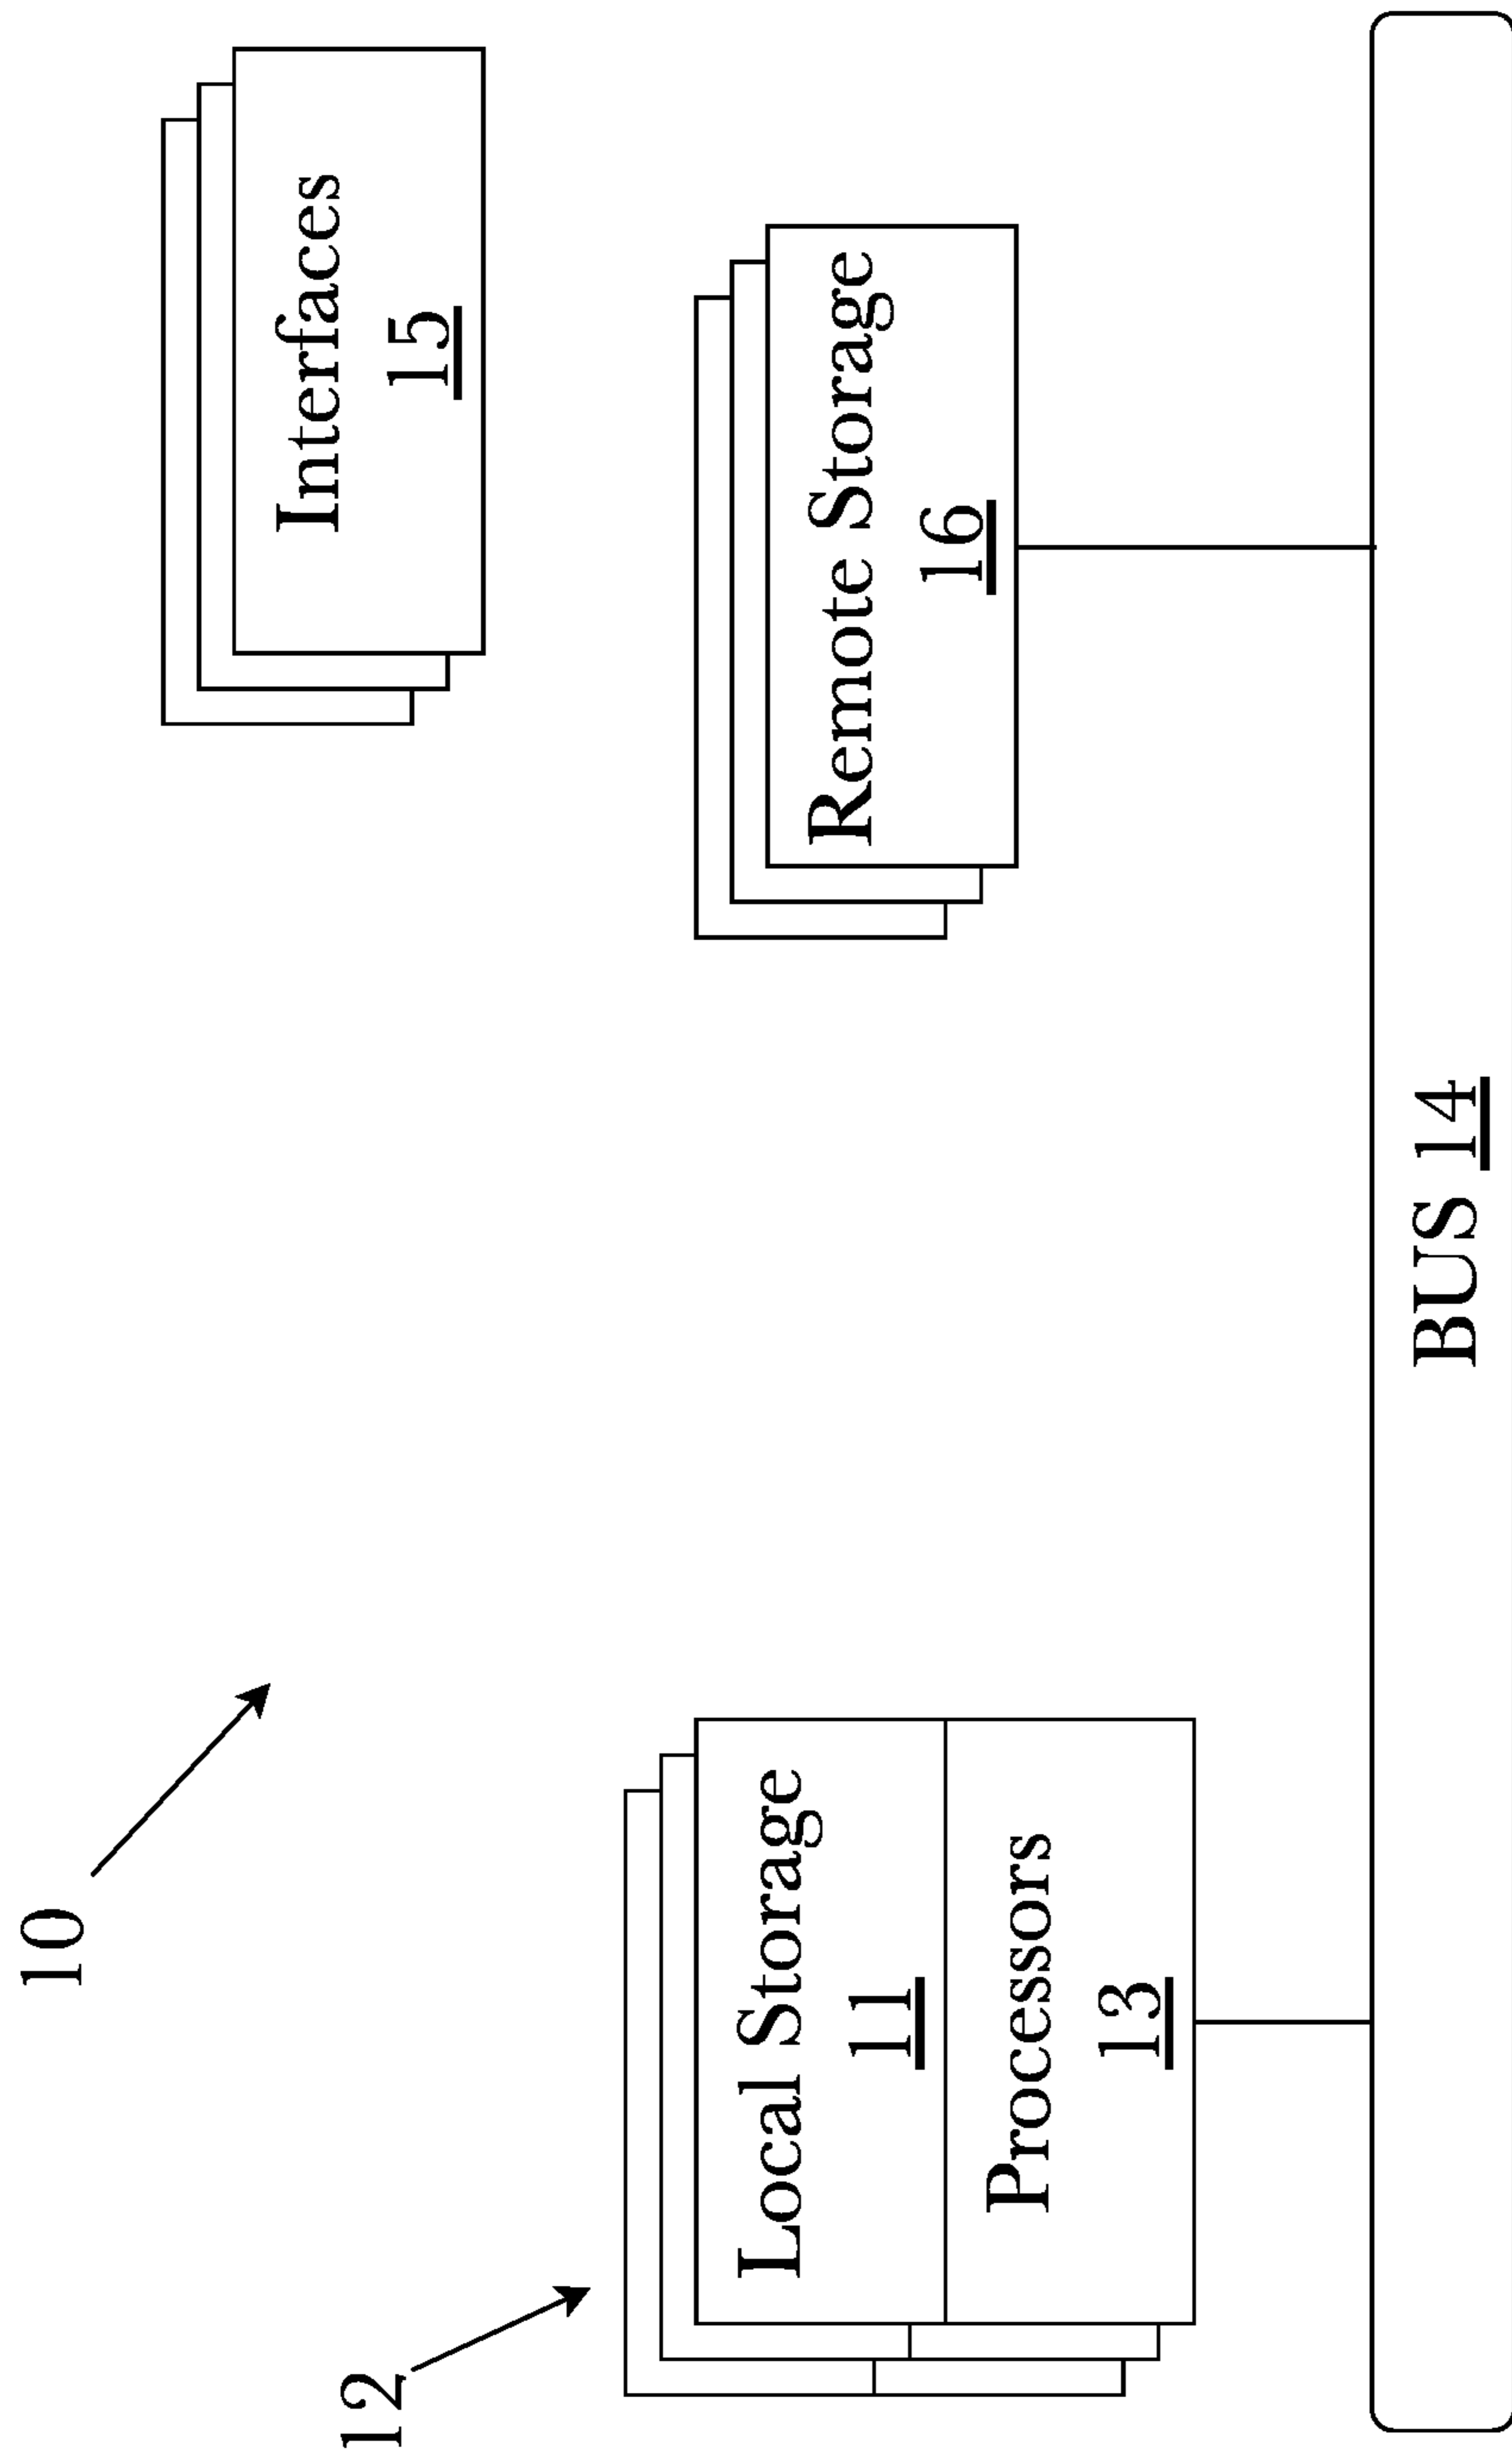 10
12
Local Storage
11
Processors
13
Interfaces
15
Remote Storage
16
BUS 14